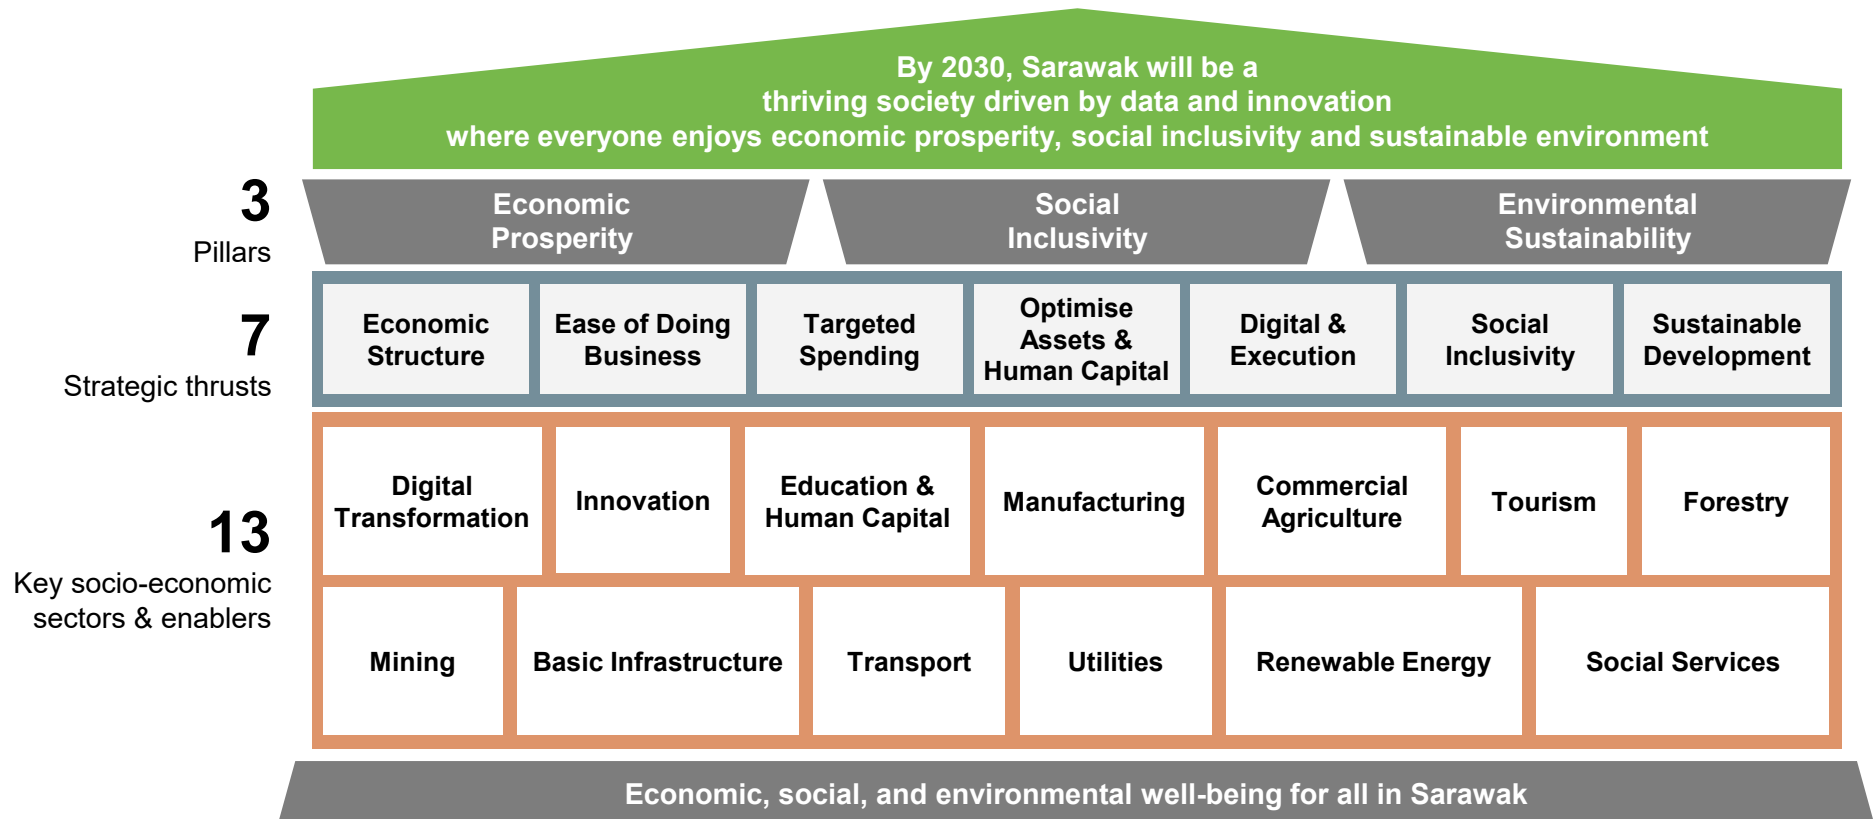 By 2030, Sarawak will be a
thriving society driven by data and innovation
where everyone enjoys economic prosperity, social inclusivity and sustainable environment
3
Pillars
Economic
Prosperity
Social
Inclusivity
Environmental
Sustainability
7
Strategic thrusts
Economic
Structure
Ease of Doing
Business
Targeted
Spending
Optimise
Assets &
Human Capital
Digital &
Execution
Social
Inclusivity
Sustainable
Development
13
Key socio-economic
sectors & enablers
Digital
Transformation
Innovation
Education &
Human Capital
Manufacturing
Commercial
Agriculture
Tourism
Forestry
Mining
Basic Infrastructure
Transport
Utilities
Renewable Energy
Social Services
Economic, social, and environmental well-being for all in Sarawak